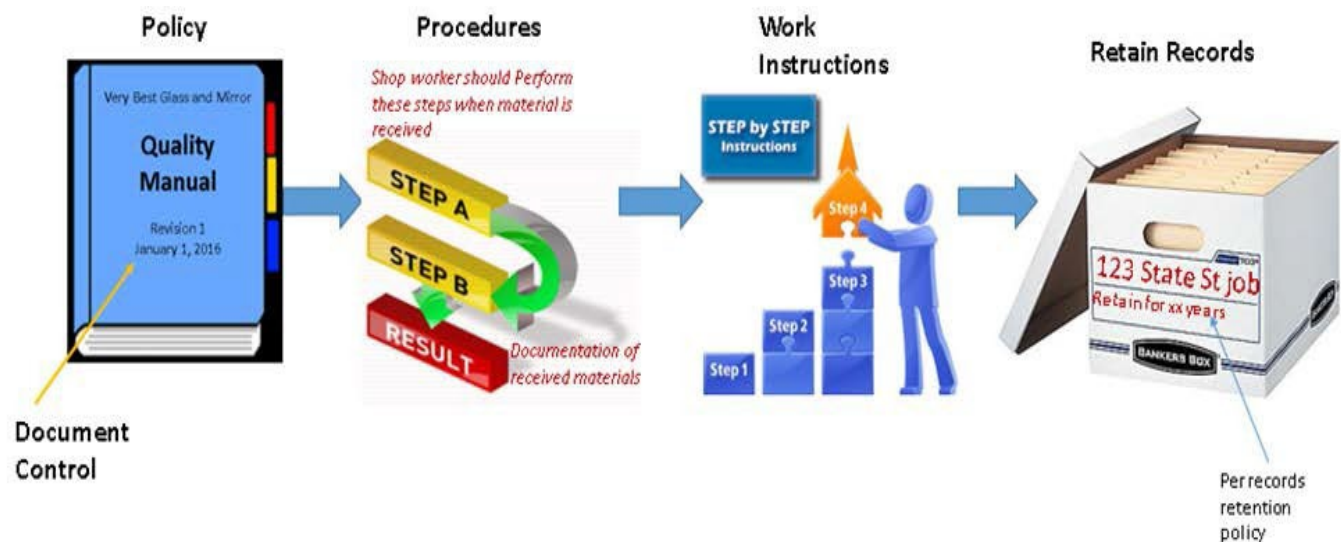 Policy
Very Best Glass and Mirror
Quality
Manual
Revision 1
January 1, 2016
Document
Control
Procedures
Shop worker should Perform
these steps when material is
received
STEP A
STEP B
RESULT
Documentation of
received materials
Work
Instructions
STEP by STEP
Instructions
Step 4
Step 3
Step 2
Step 1
Retain Records
123 State St job
Retain for xx years
BANKERS BOX
Per records
retention
policy